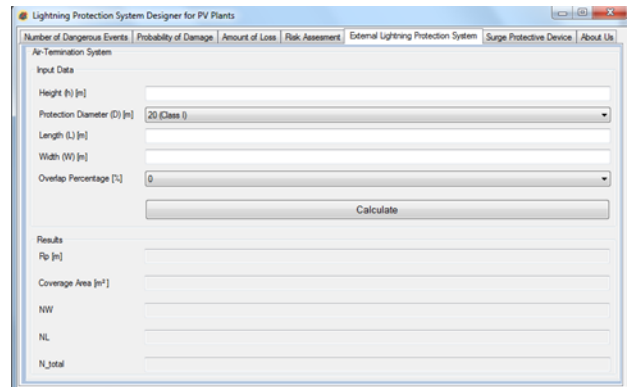 Lightning Protection System Designer for PV Plants
Number of Dangerous Events Probability of Damage Amount of Loss Risk Assesment External Lightning Protection System Surge Protective Device About Us
Air-Termination System
Input Data
Height (h) [m]
Protection Diameter (D) [m] 20 (Class I)
Length (L) [m]
Width (W) [m]
Overlap Percentage [%] 0
Calculate
Results
Rp [m]
Coverage Area [m²]
NW
NL
N_total